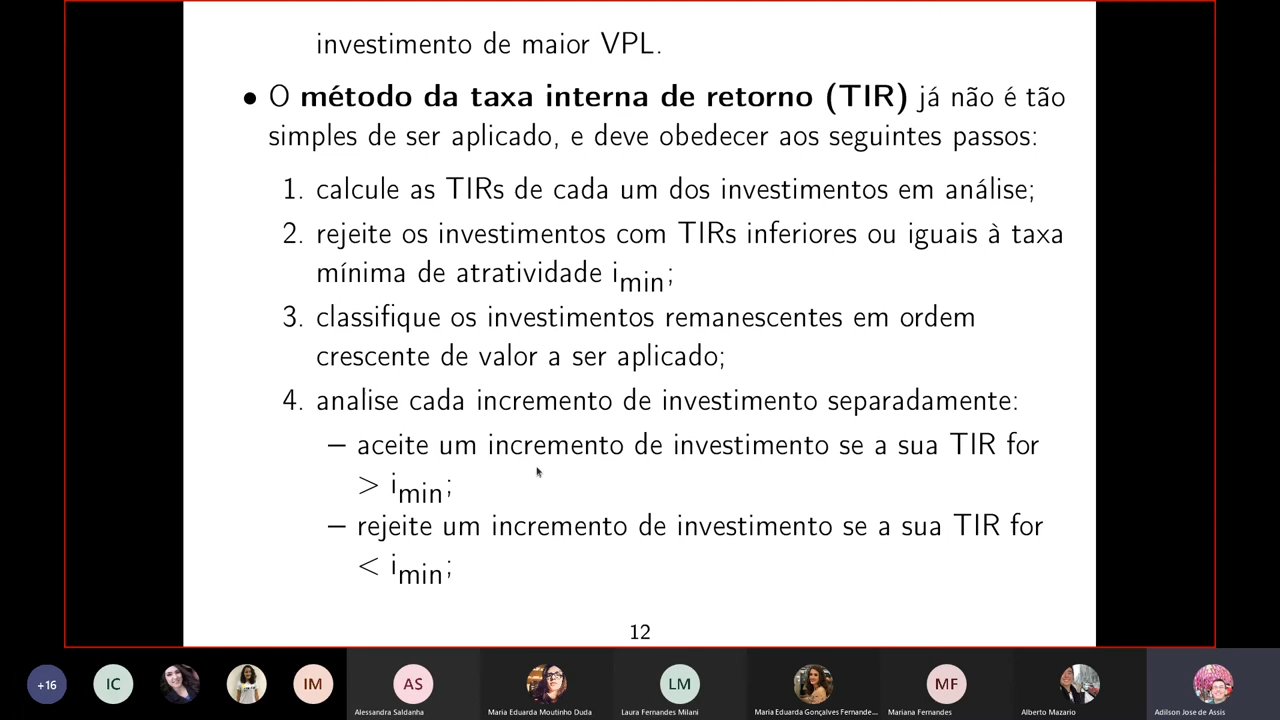 investimento de maior VPL.
• O método da taxa interna de retorno (TIR) já não é tão
simples de ser aplicado, e deve obedecer aos seguintes passos:
1. calcule as TIRs de cada um dos investimentos em análise;
2. rejeite os investimentos com TIRs inferiores ou iguais à taxa
mínima de atratividade imin;
3. classifique os investimentos remanescentes em ordem
crescente de valor a ser aplicado;
4. analise cada incremento de investimento separadamente:
– aceite um incremento de investimento se a sua TIR for
> imin;
– rejeite um incremento de investimento se a sua TIR for
< imin;
12
+16 IC IM AS LM MF
Alessandra Saldanha Maria Eduarda Moutinho Duda Laura Fernandes Milani Maria Eduarda Gonçalves Fernande... Mariana Fernandes Alberto Mazario Adilson Jose de Assis